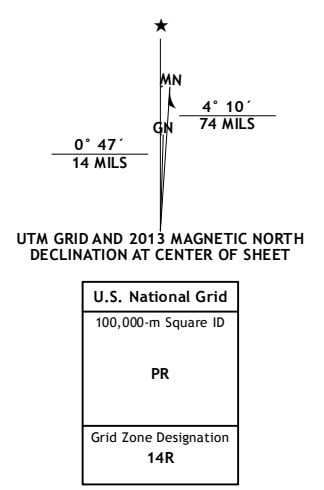 MN
4° 10´
74 MILS
GN
0° 47´
14 MILS
UTM GRID AND 2013 MAGNETIC NORTH
DECLINATION AT CENTER OF SHEET
U.S. National Grid
100,000-m Square ID
PR
Grid Zone Designation
14R